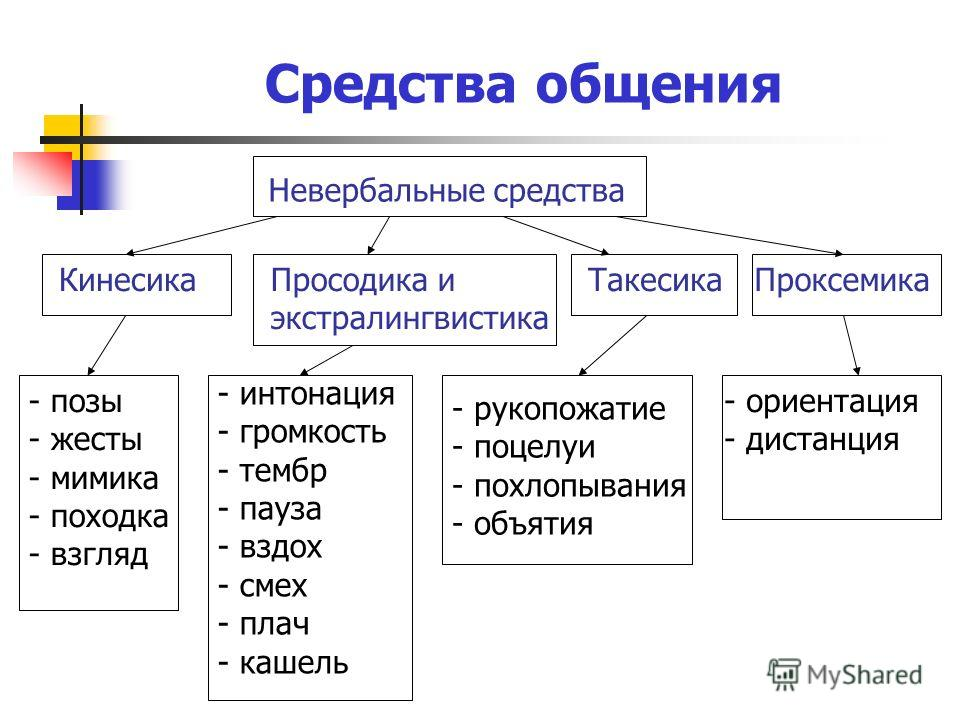 Средства общения
Невербальные средства
Кинесика
Просодика и
экстралингвистика
Такесика
Проксемика
- позы
- жесты
- мимика
- походка
- взгляд
- интонация
- громкость
- тембр
- пауза
- вздох
- смех
- плач
- кашель
- рукопожатие
- поцелуи
- похлопывания
- объятия
- ориентация
- дистанция
MyShared